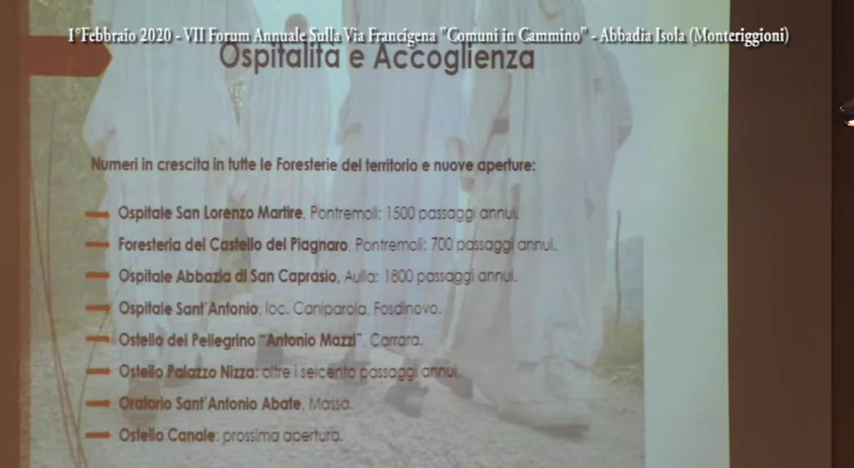 1°Febbraio 2020 - VII Forum Annuale Sulla Via Francigena "Comuni in Cammino" - Abbadia Isola (Monteriggioni)
Ospitalità e Accoglienza
Numeri in crescita in tutte le Foresterie del territorio e nuove aperture:
Ospitale San Lorenzo Martire, Pontremoli: 1500 passaggi annui.
Foresteria del Castello del Piagnaro, Pontremoli: 700 passaggi annui.
Ospitale Abbazia di San Caprasio, Aulla: 1800 passaggi annui.
Ospitale Sant'Antonio, loc. Caniparola, Fosdinovo.
Ostello del Pellegrino "Antonio Mazzi", Carrara.
Ostello Palazzo Nizza: oltre i seicento passaggi annui.
Oratorio Sant'Antonio Abate, Massa.
Ostello Canale: prossima apertura.